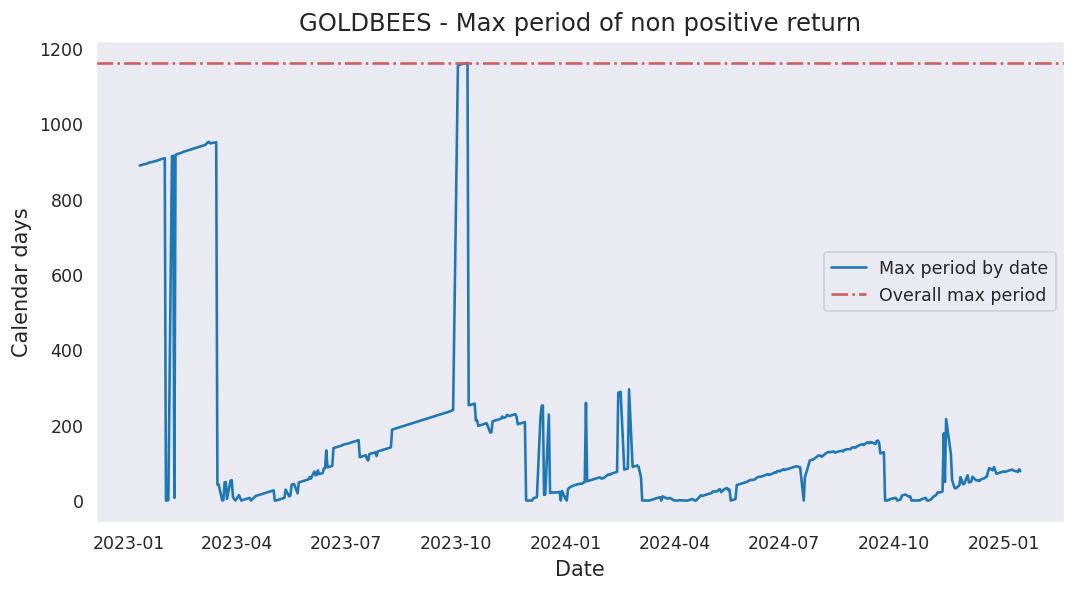 GOLDBEES - Max period of non positive return
1200
1000
800
600
400
200
0
Calendar days
Max period by date
Overall max period
2023-01 2023-04 2023-07 2023-10 2024-01 2024-04 2024-07 2024-10 2025-01
Date